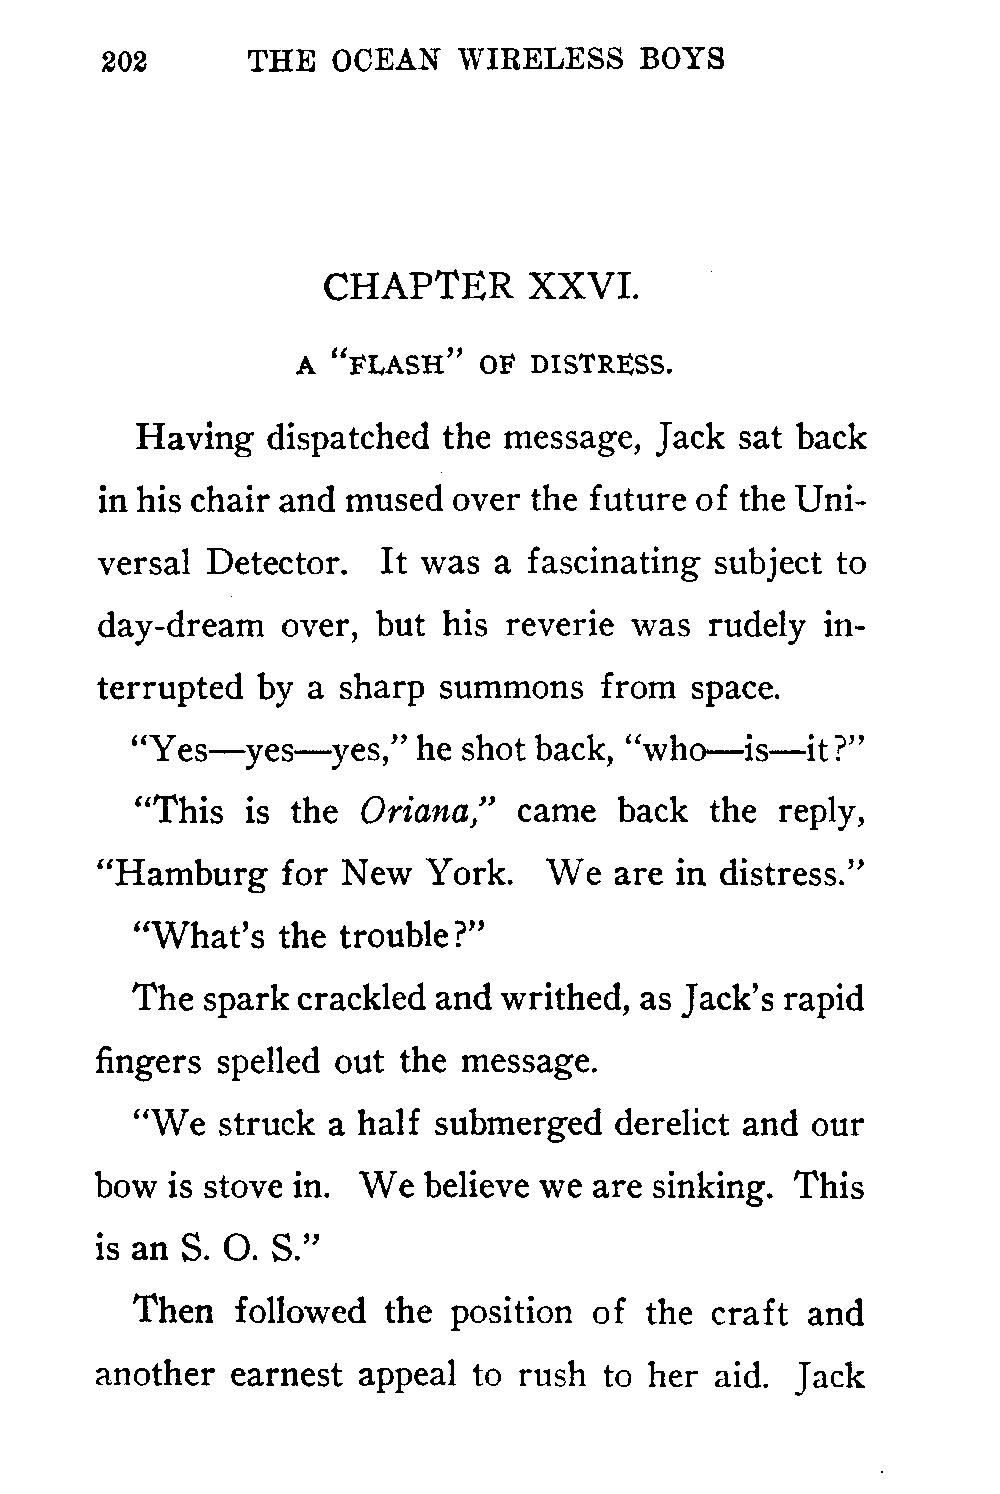 202 THE OCEAN WIRELESS BOYS
CHAPTER XXVI.
A “FLASH” OF DISTRESS.
Having dispatched the message, Jack sat back
in his chair and mused over the future of the Uni-
versal Detector. It was a fascinating subject to
day-dream over, but his reverie was rudely in-
terrupted by a sharp summons from space.
“Yes—yes—yes,” he shot back, “who—is—it?”
“This is the Oriana,” came back the reply,
“Hamburg for New York. We are in distress.”
“What’s the trouble?”
The spark crackled and writhed, as Jack’s rapid
fingers spelled out the message.
“We struck a half submerged derelict and our
bow is stove in. We believe we are sinking. This
is an S. O. S.”
Then followed the position of the craft and
another earnest appeal to rush to her aid. Jack